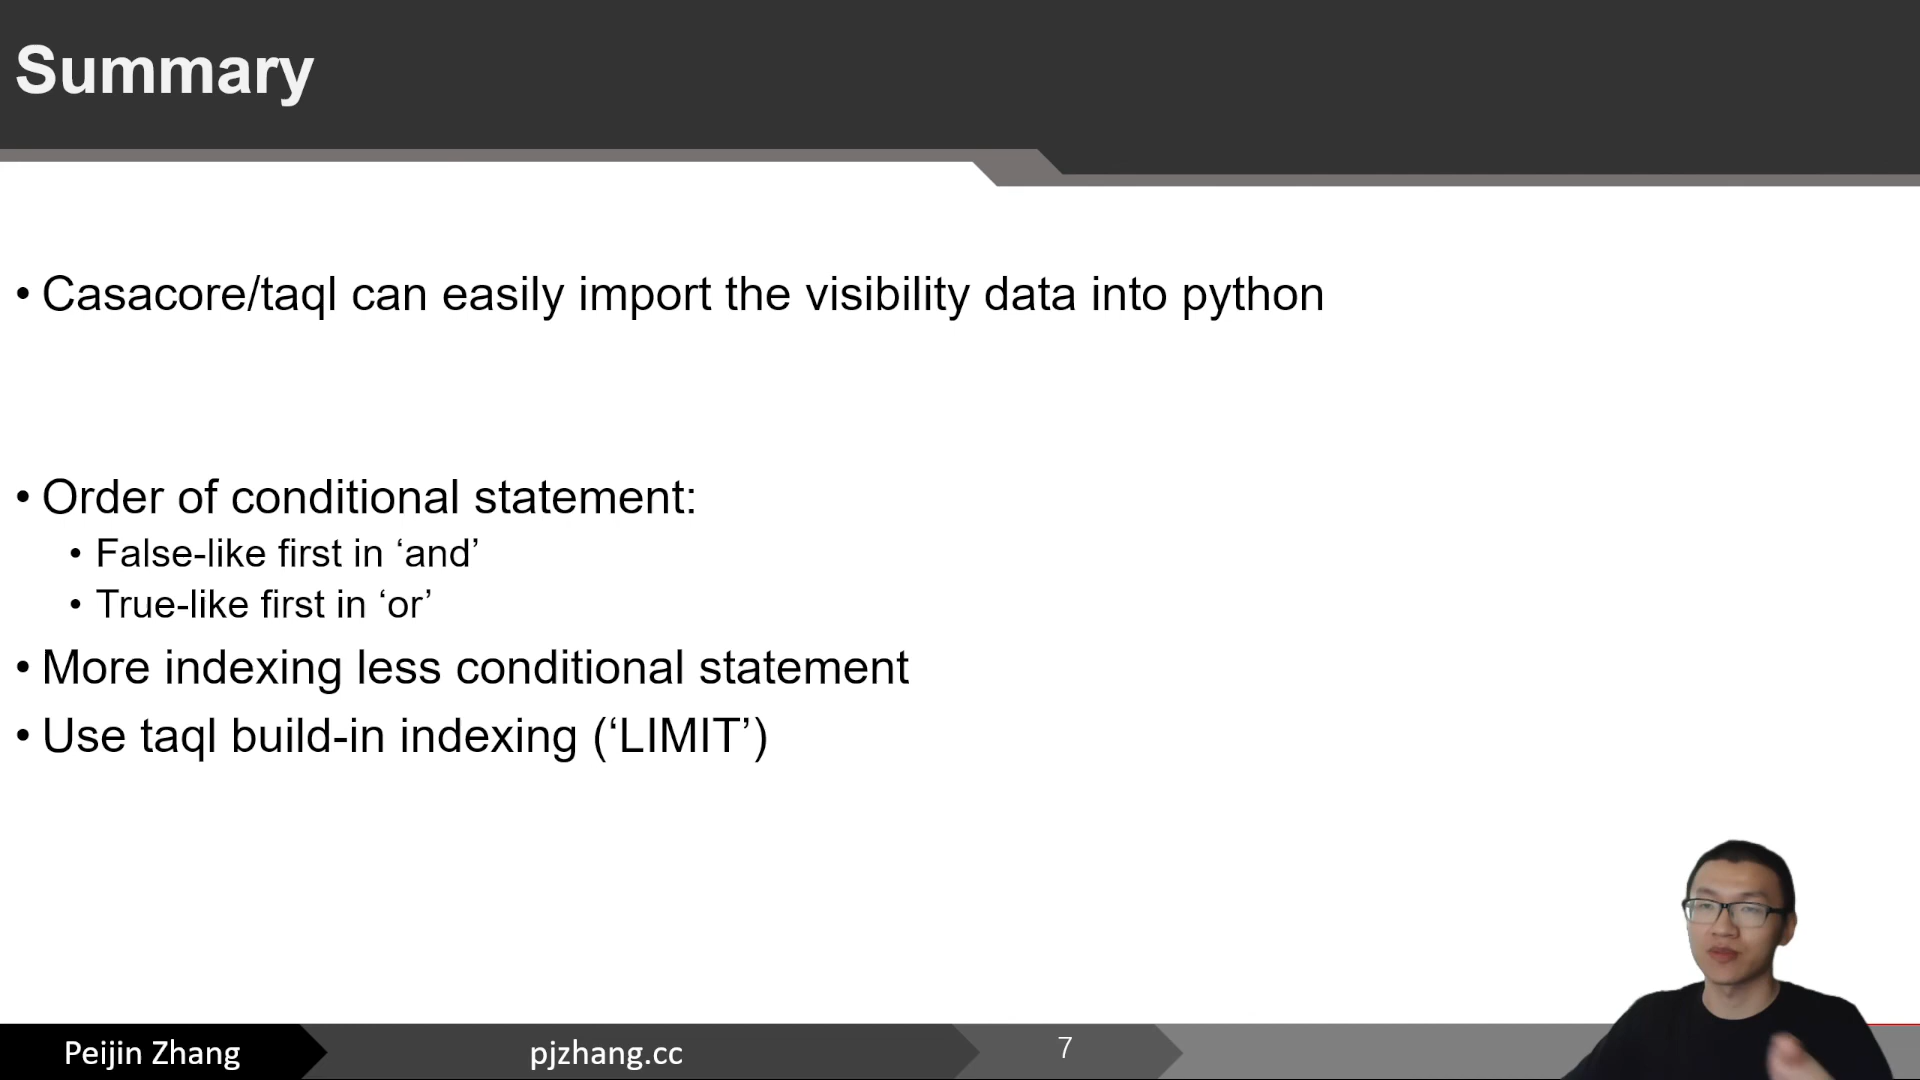 Summary
• Casacore/taql can easily import the visibility data into python
• Order of conditional statement:
• False-like first in ‘and’
• True-like first in ‘or’
• More indexing less conditional statement
• Use taql build-in indexing (‘LIMIT’)
Peijin Zhang
pjzhang.cc
7